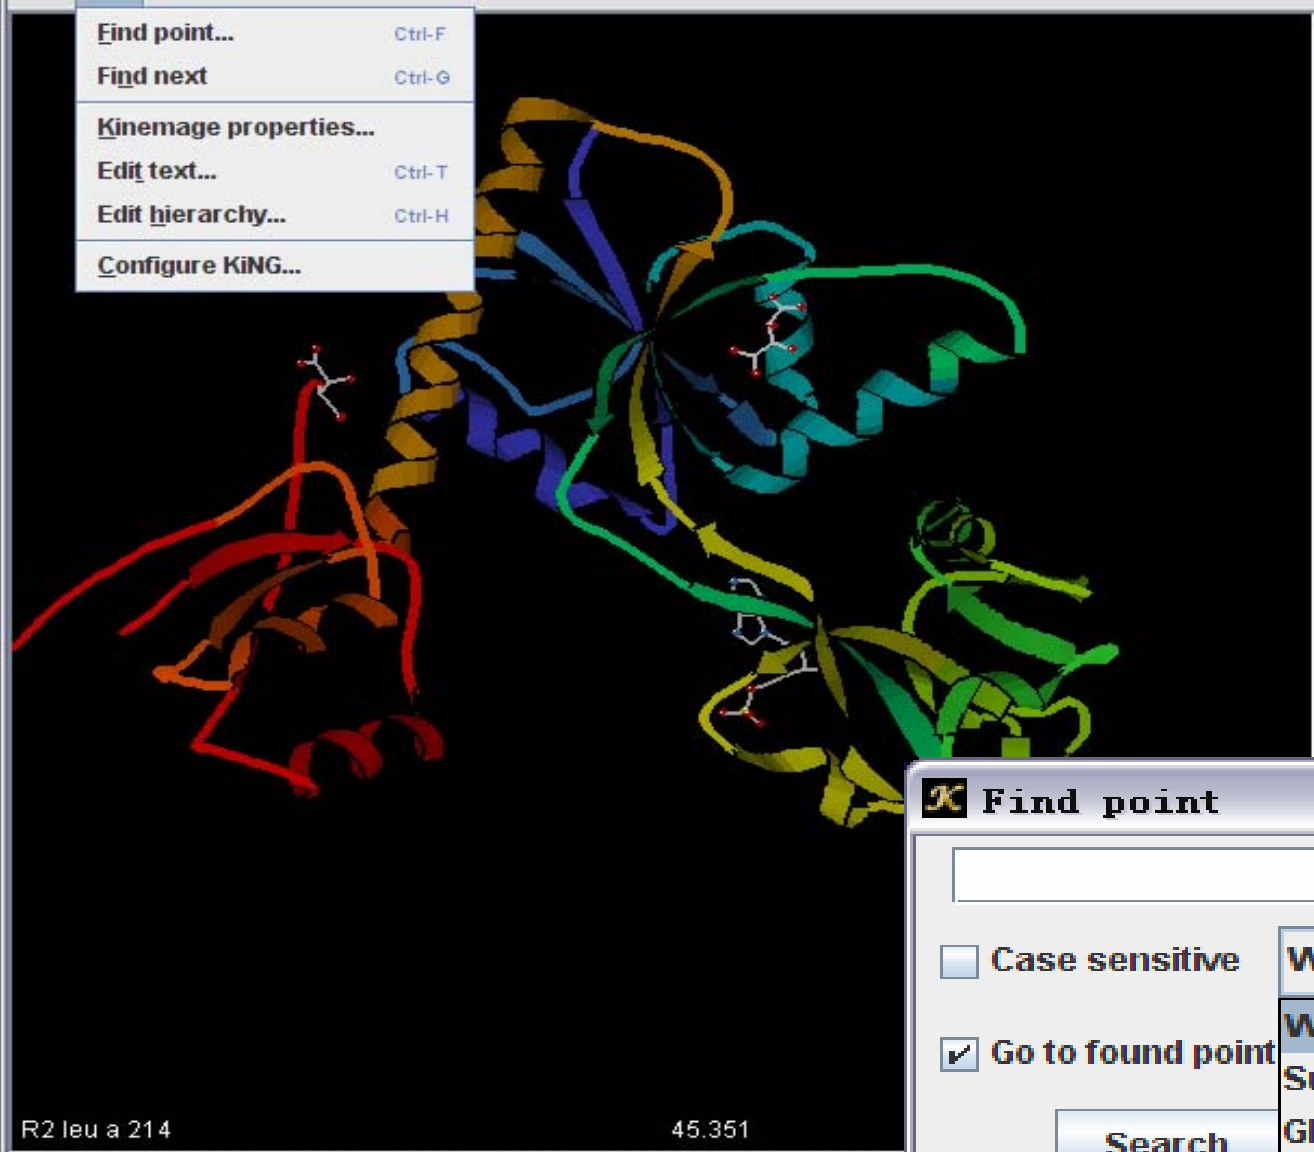 Find point... Ctrl-F
Find next Ctrl-G
Kinemage properties...
Edit text... Ctrl-T
Edit hierarchy... Ctrl-H
Configure KiNG...
K Find point
Case sensitive
Go to found point
Search
R2 leu a 214 45.351